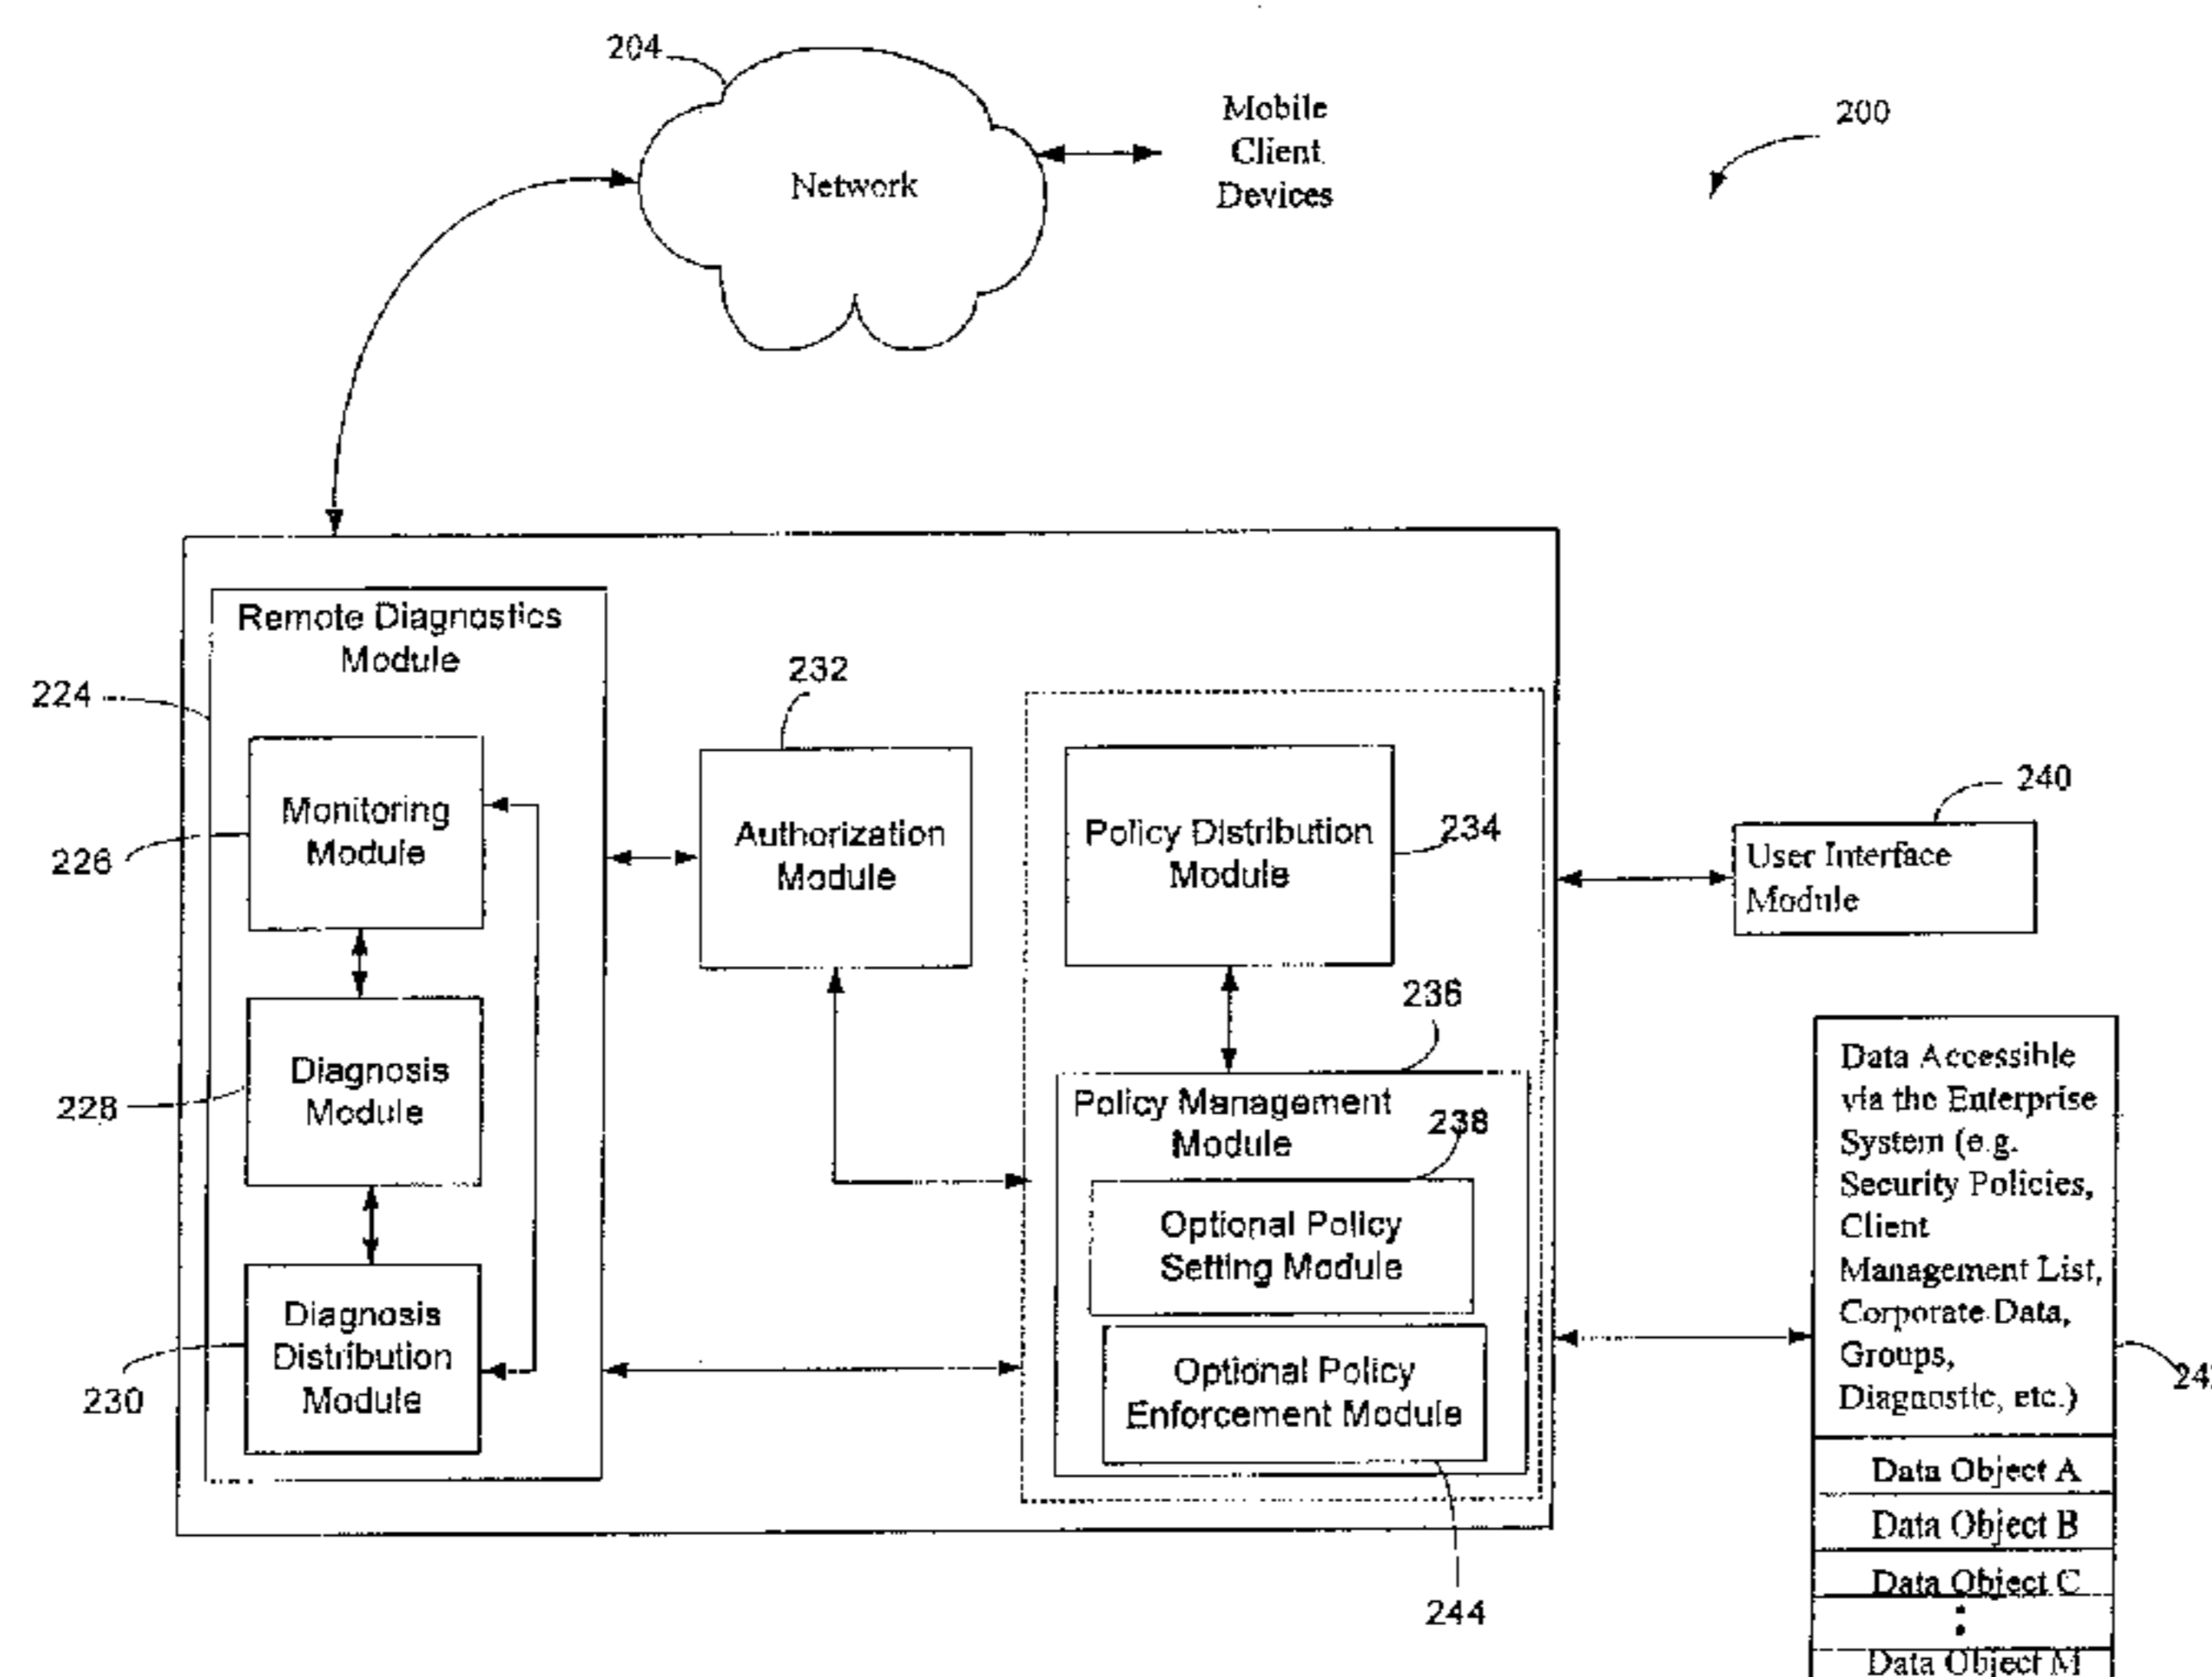 204
Network
Mobile
Client
Devices
200
Remote Diagnostics
Module
224
Monitoring
Module
226
Diagnosis
Module
228
Diagnosis
Distribution
Module
230
232
Authorization
Module
Policy Distribution
Module
234
236
Policy Management
Module
238
Optional Policy
Setting Module
Optional Policy
Enforcement Module
244
240
User Interface
Module
Data Accessible
via the Enterprise
System (e.g.
Security Policies,
Client
Management List,
Corporate Data,
Groups,
Diagnostic, etc.)
Data Object A
Data Object B
Data Object C
Data Object M